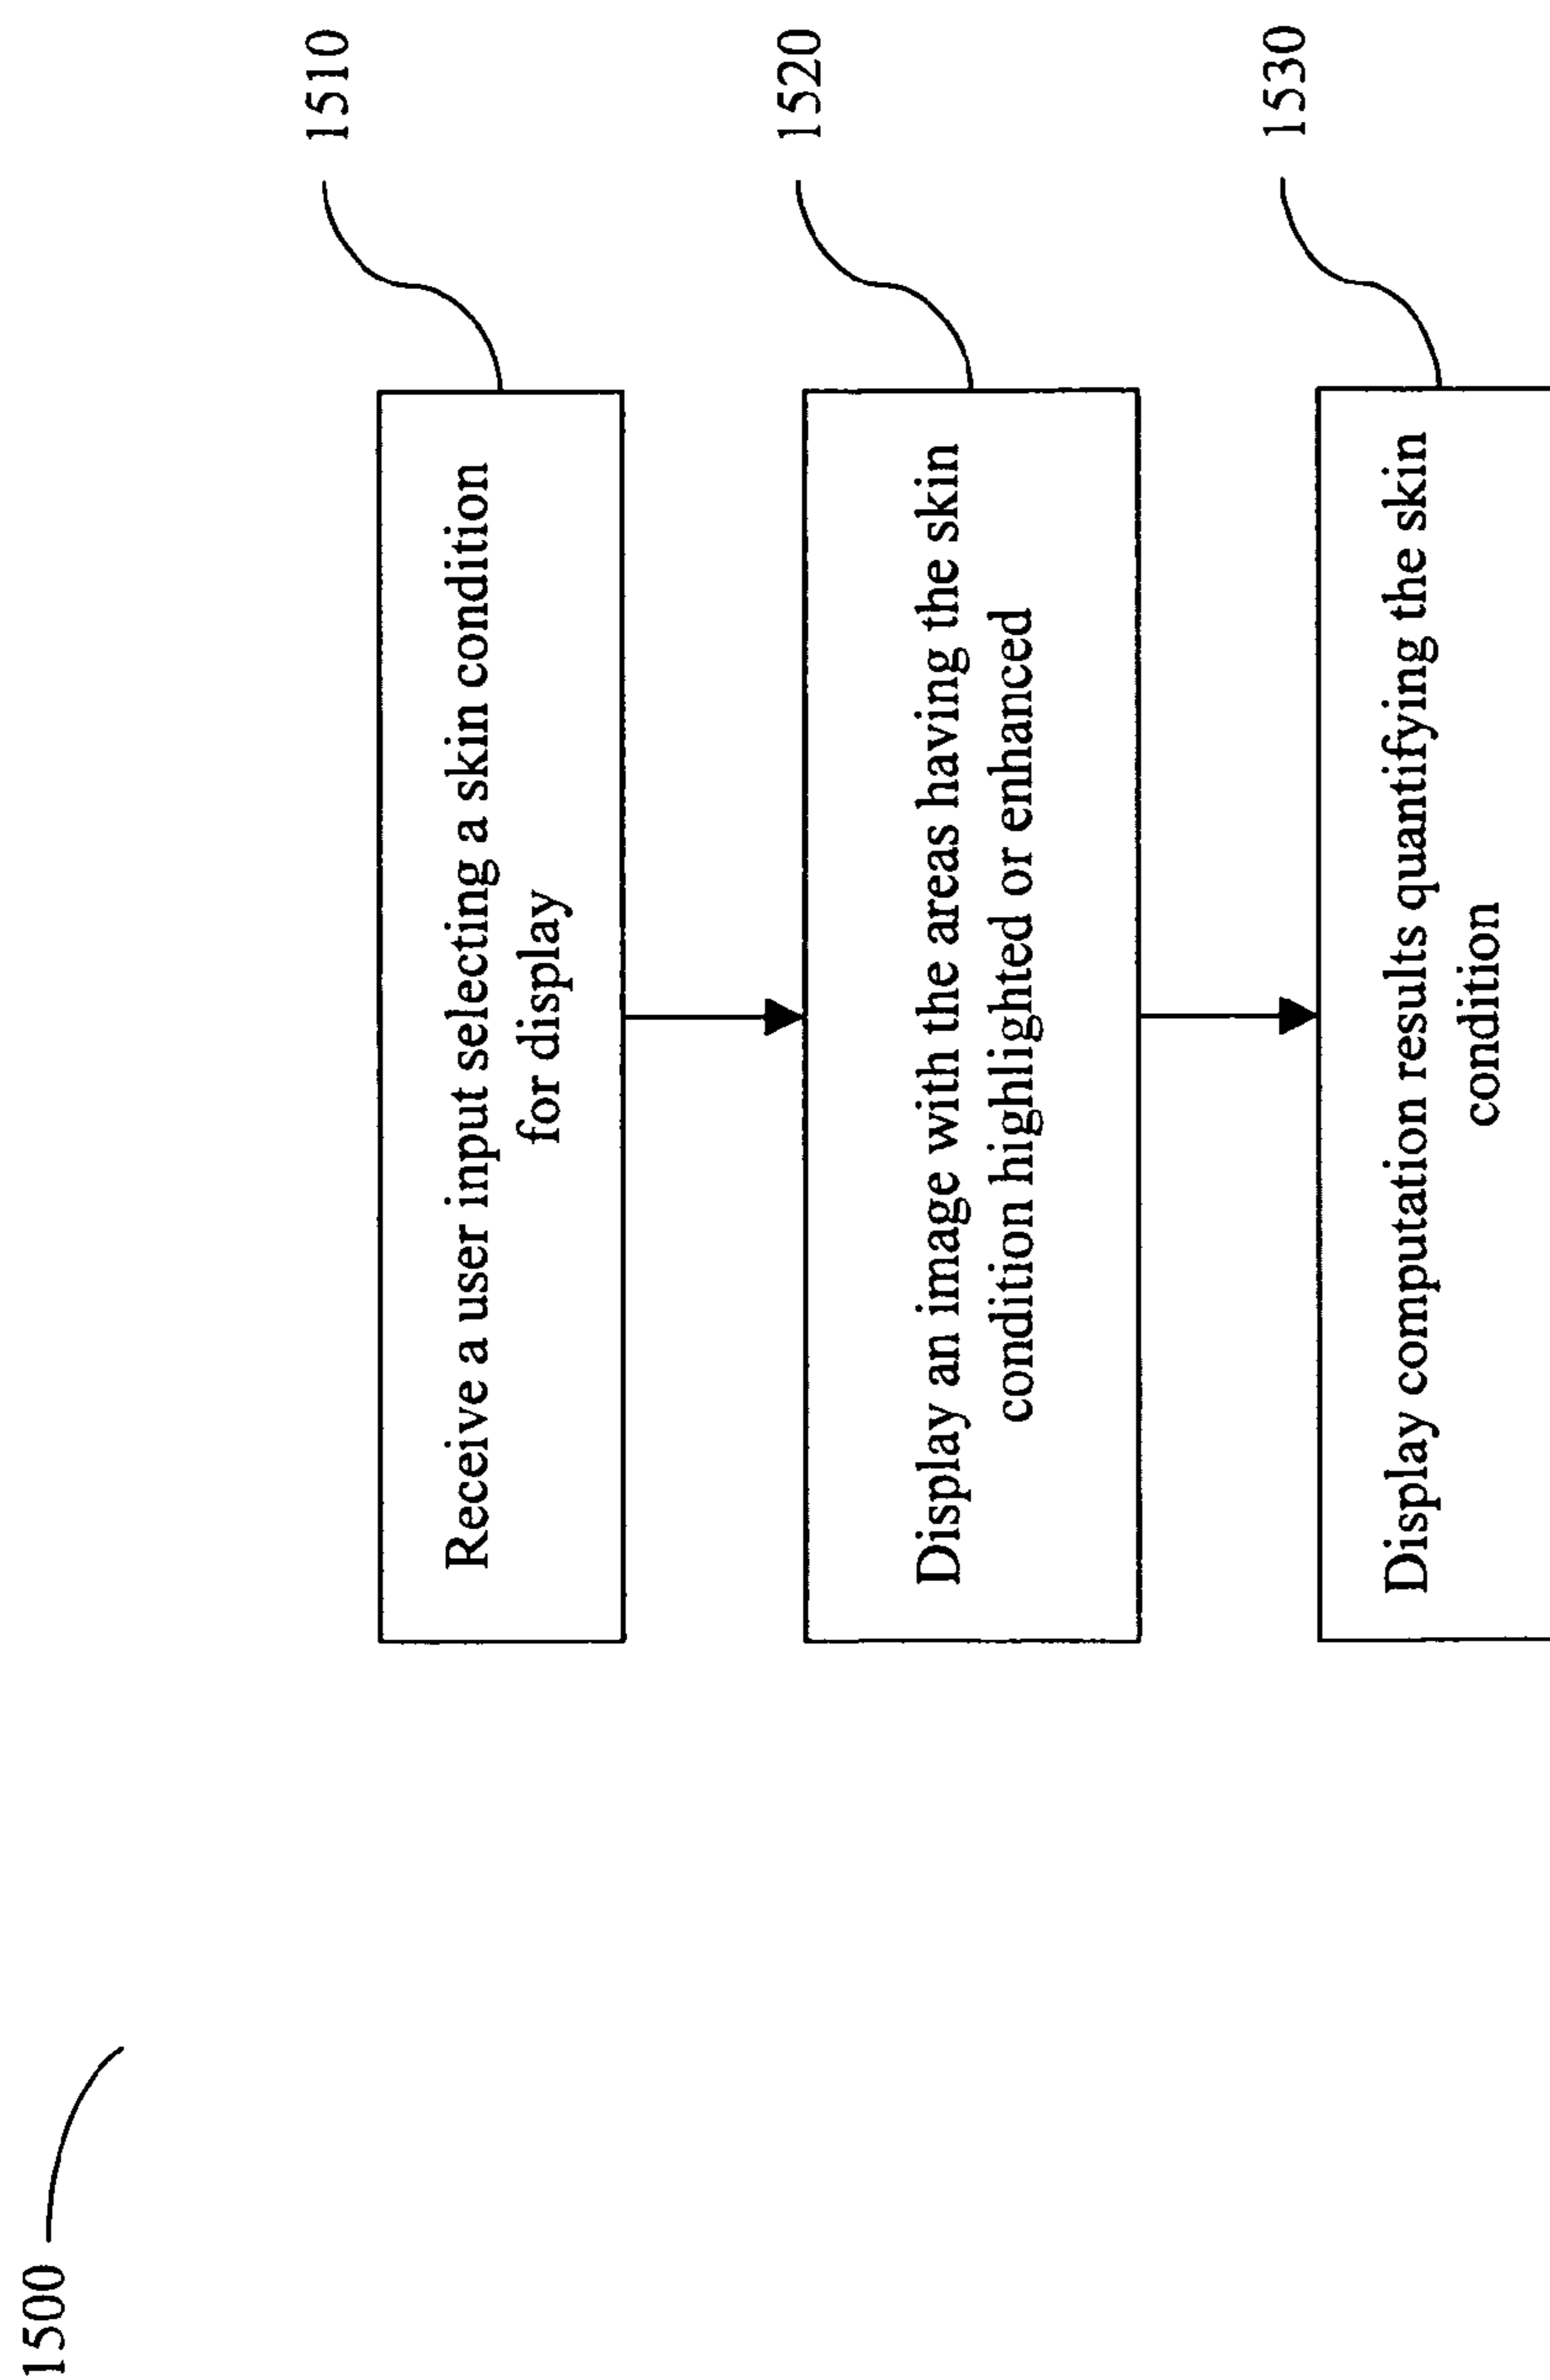 1500
1510
Receive a user input selecting a skin condition
for display
1520
Display an image with the areas having the skin
condition highlighted or enhanced
1530
Display computation results quantifying the skin
condition